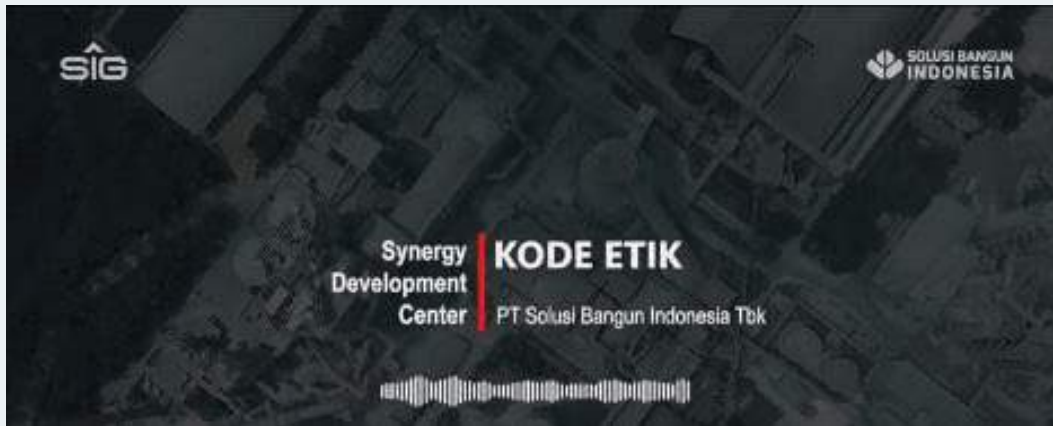 SIG
SOLUSI BANGUN
INDONESIA
Synergy
Development
Center
KODE ETIK
PT Solusi Bangun Indonesia Tbk